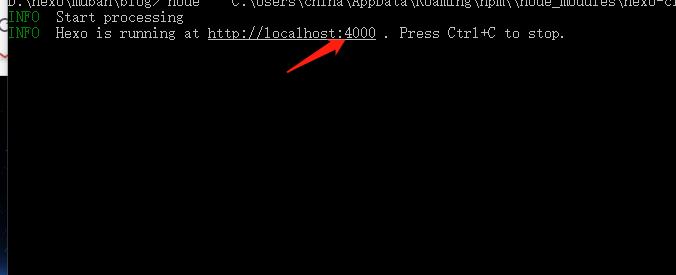 D:\hexo\muban\blog> node "C:\Users\china\AppData\Roaming\npm\\node_modules\hexo-cl
INFO  Start processing
INFO  Hexo is running at http://localhost:4000 . Press Ctrl+C to stop.